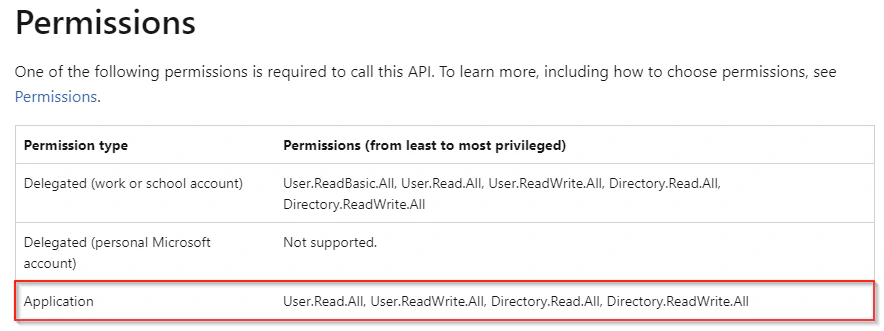 Permissions
One of the following permissions is required to call this API. To learn more, including how to choose permissions, see
Permissions.
Permission type Permissions (from least to most privileged)
Delegated (work or school account) User.ReadBasic.All, User.Read.All, User.ReadWrite.All, Directory.Read.All,
Directory.ReadWrite.All
Delegated (personal Microsoft Not supported.
account)
Application User.Read.All, User.ReadWrite.All, Directory.Read.All, Directory.ReadWrite.All